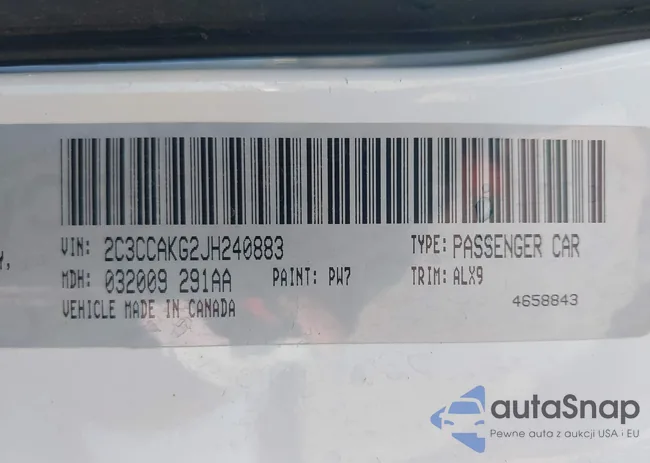 VIN: 2C3CCAKG2JH240883 TYPE: PASSENGER CAR
Y, MDH: 032009 291AA PAINT: PW7 TRIM: ALX9
VEHICLE MADE IN CANADA 4658843
autoSnap
Pewne auta z aukcji USA i EU